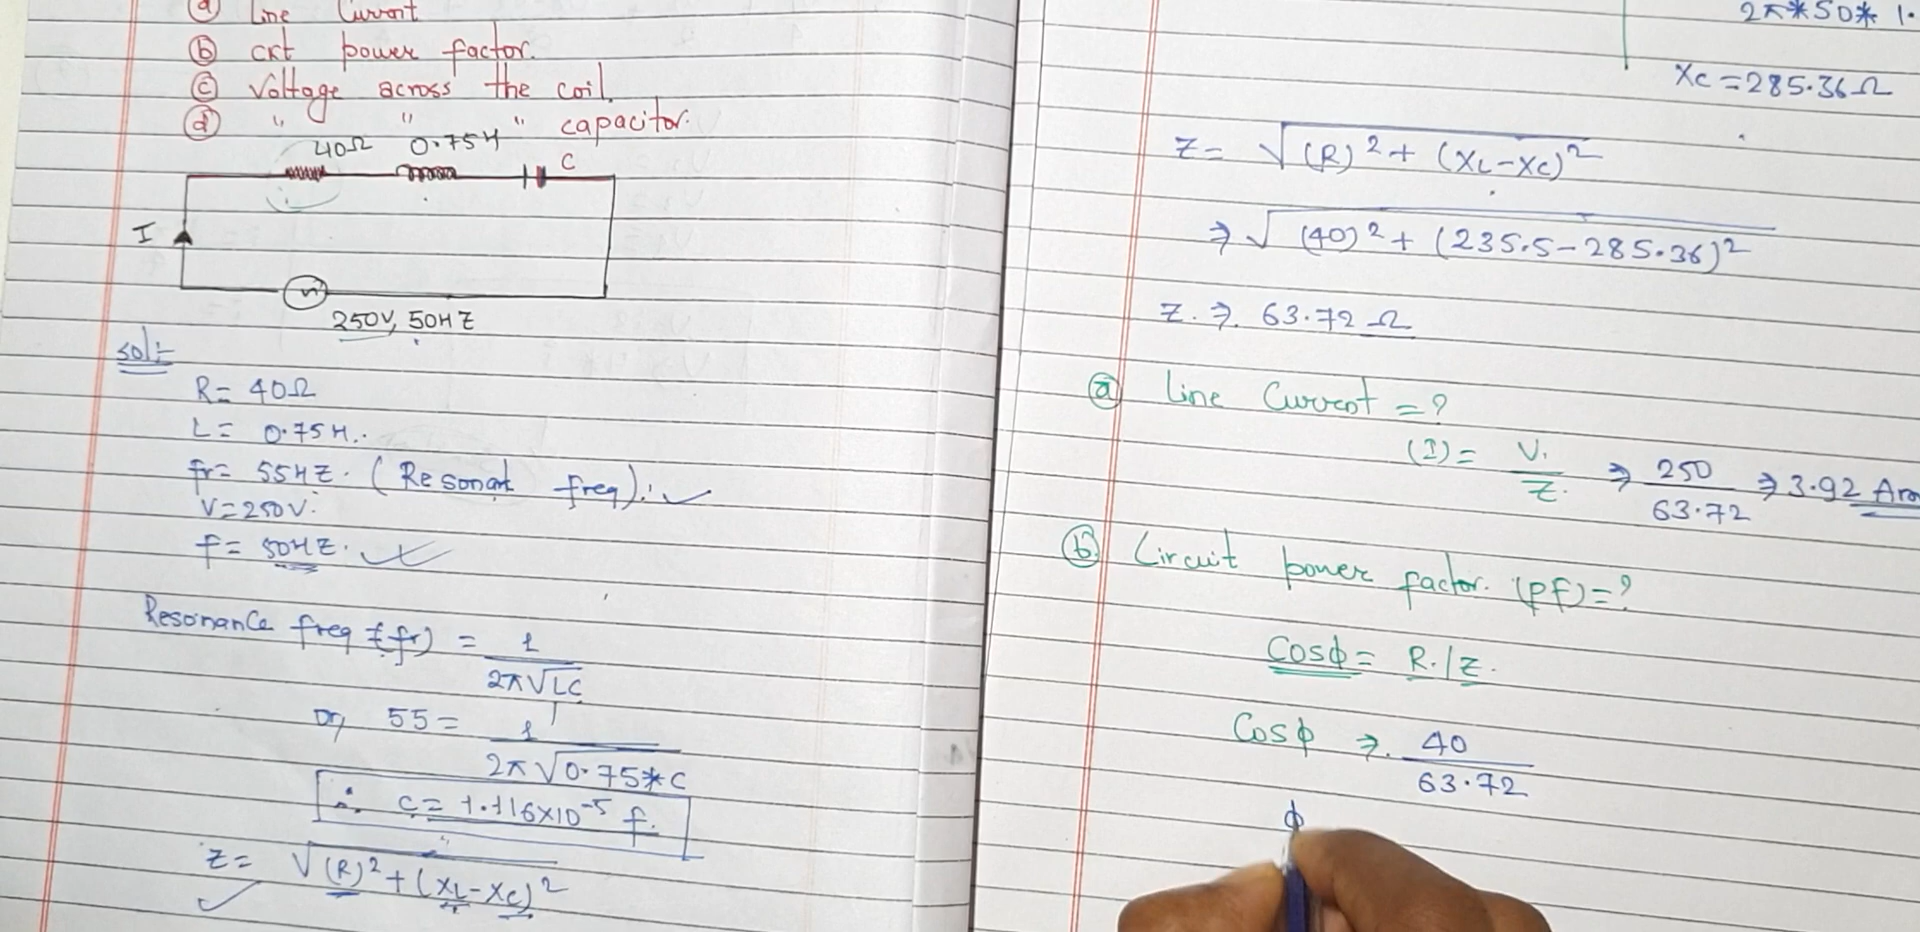 ⓐ Line Current
ⓑ ckt power factor.
ⓒ Voltage across the coil.
ⓓ " " " capacitor.
40Ω 0.75H C
I
250V, 50HZ
Sol:-
R= 40Ω
L= 0.75H..
fr= 55HZ. (Resonant freq). ✓
V=250V.
f= 50HZ. ✓
Resonance freq (fr) = 1
2π√LC
or, 55= 1
2π√0.75*C
∴ C= 1.116×10⁻⁵ f.
Z= √(R)²+(XL-XC)²
2π*50*1.
XC=285.36Ω
Z= √(R)²+(XL-XC)²
⇒ √(40)²+(235.5-285.36)²
Z. ⇒ 63.72Ω
ⓐ Line Current =?
(I)= V. / Z. ⇒ 250 / 63.72 ⇒ 3.92 Am
ⓑ Circuit power factor. (PF)=?
Cosϕ= R./Z.
Cosϕ ⇒. 40 / 63.72
ϕ